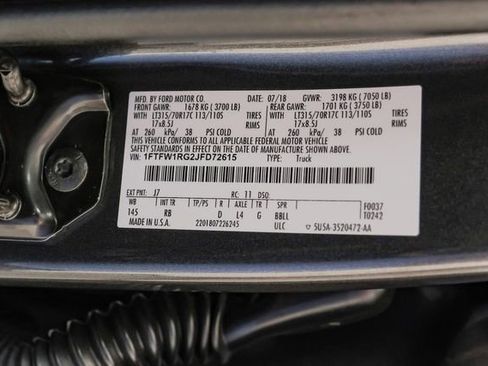 MFD. BY FORD MOTOR CO. DATE: 07/18 GVWR: 3198 KG ( 7050 LB)
FRONT GAWR: 1678 KG ( 3700 LB) REAR GAWR: 1701 KG ( 3750 LB)
WITH LT315/70R17C 113/110S TIRES WITH LT315/70R17C 113/110S TIRES
17x8.5J RIMS 17x8.5J RIMS
AT 260 kPa/ 38 PSI COLD AT 260 kPa/ 38 PSI COLD
THIS VEHICLE CONFORMS TO ALL APPLICABLE FEDERAL MOTOR VEHICLE
SAFETY STANDARDS IN EFFECT ON THE DATE OF MANUFACTURE SHOWN ABOVE.
VIN: 1FTFW1RG2JFD72615 TYPE: Truck
EXT PNT: J7 RC: 11 DSO:
WB INT TR TP/PS R AXLE TR SPR F0037
145 RB D L4 G BBLL T0242
MADE IN U.S.A. 2201807226245 ULC 5U5A-3520472-AA